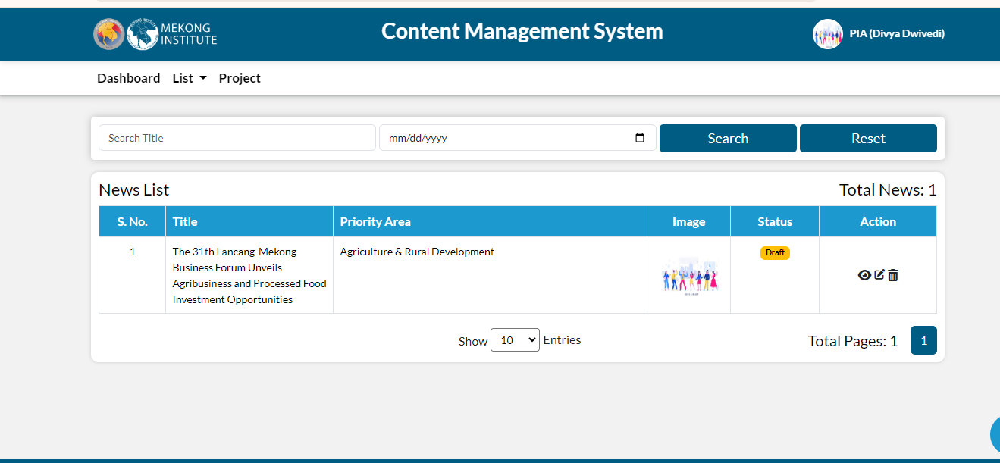 MEKONG
INSTITUTE
Content Management System
PIA (Divya Dwivedi)
Dashboard List Project
Search Title mm/dd/yyyy Search Reset
News List Total News: 1
S. No. Title Priority Area Image Status Action
1 The 31th Lancang-Mekong Agriculture & Rural Development Draft
Business Forum Unveils
Agribusiness and Processed Food
Investment Opportunities
Show 10 Entries Total Pages: 1 1